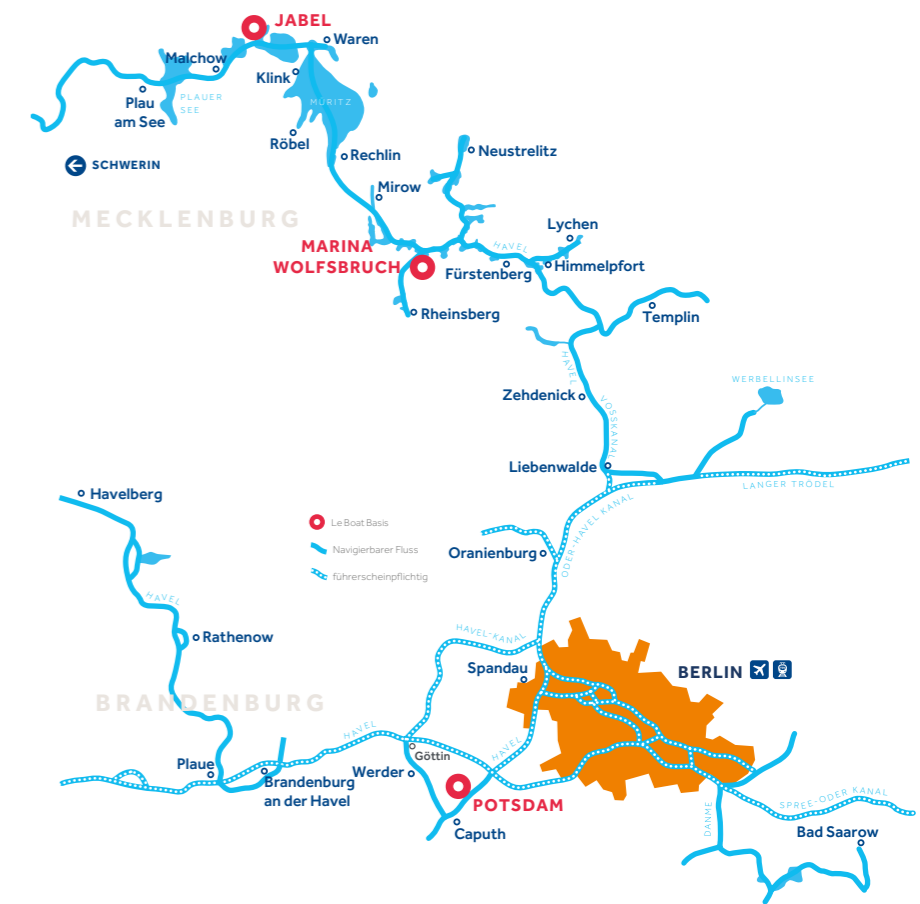 JABEL
Waren
Malchow
Klink
PLAUER
SEE
MÜRITZ
Plau
am See
Röbel
Rechlin
Neustrelitz
SCHWERIN
Mirow
MECKLENBURG
Lychen
MARINA
WOLFSBRUCH
HAVEL
Fürstenberg
Himmelpfort
Rheinsberg
Templin
HAVEL
WERBELLINSEE
Zehdenick
VOSSKANAL
Liebenwalde
LANGER TRÖDEL
Havelberg
ODER-HAVEL KANAL
Le Boat Basis
Navigierbarer Fluss
führerscheinpflichtig
Oranienburg
HAVEL
HAVEL-KANAL
Rathenow
Spandau
BERLIN
BRANDENBURG
HAVEL
HAVEL
Göttin
Plaue
Werder
Brandenburg
an der Havel
POTSDAM
SPREE-ODER KANAL
DAHME
Caputh
Bad Saarow